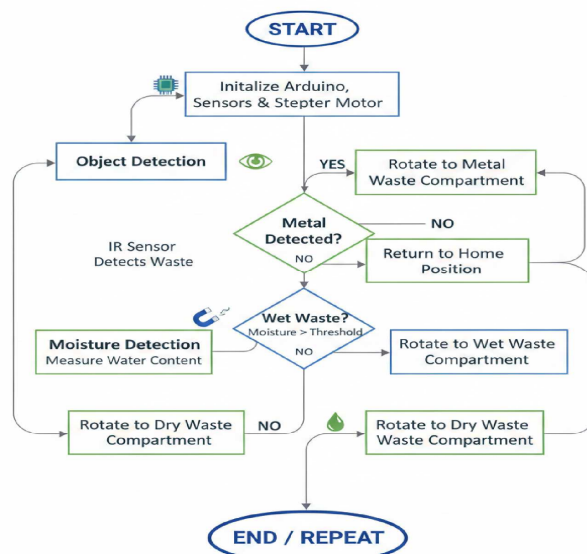 START
Initalize Arduino,
Sensors & Stepter Motor
Object Detection
YES
Rotate to Metal
Waste Compartment
Metal
Detected?
NO
NO
IR Sensor
Detects Waste
Return to Home
Position
Wet Waste?
Moisture > Threshold
NO
Moisture Detection
Measure Water Content
Rotate to Wet Waste
Compartment
Rotate to Dry Waste
Compartment
NO
Rotate to Dry Waste
Waste Compartment
END / REPEAT